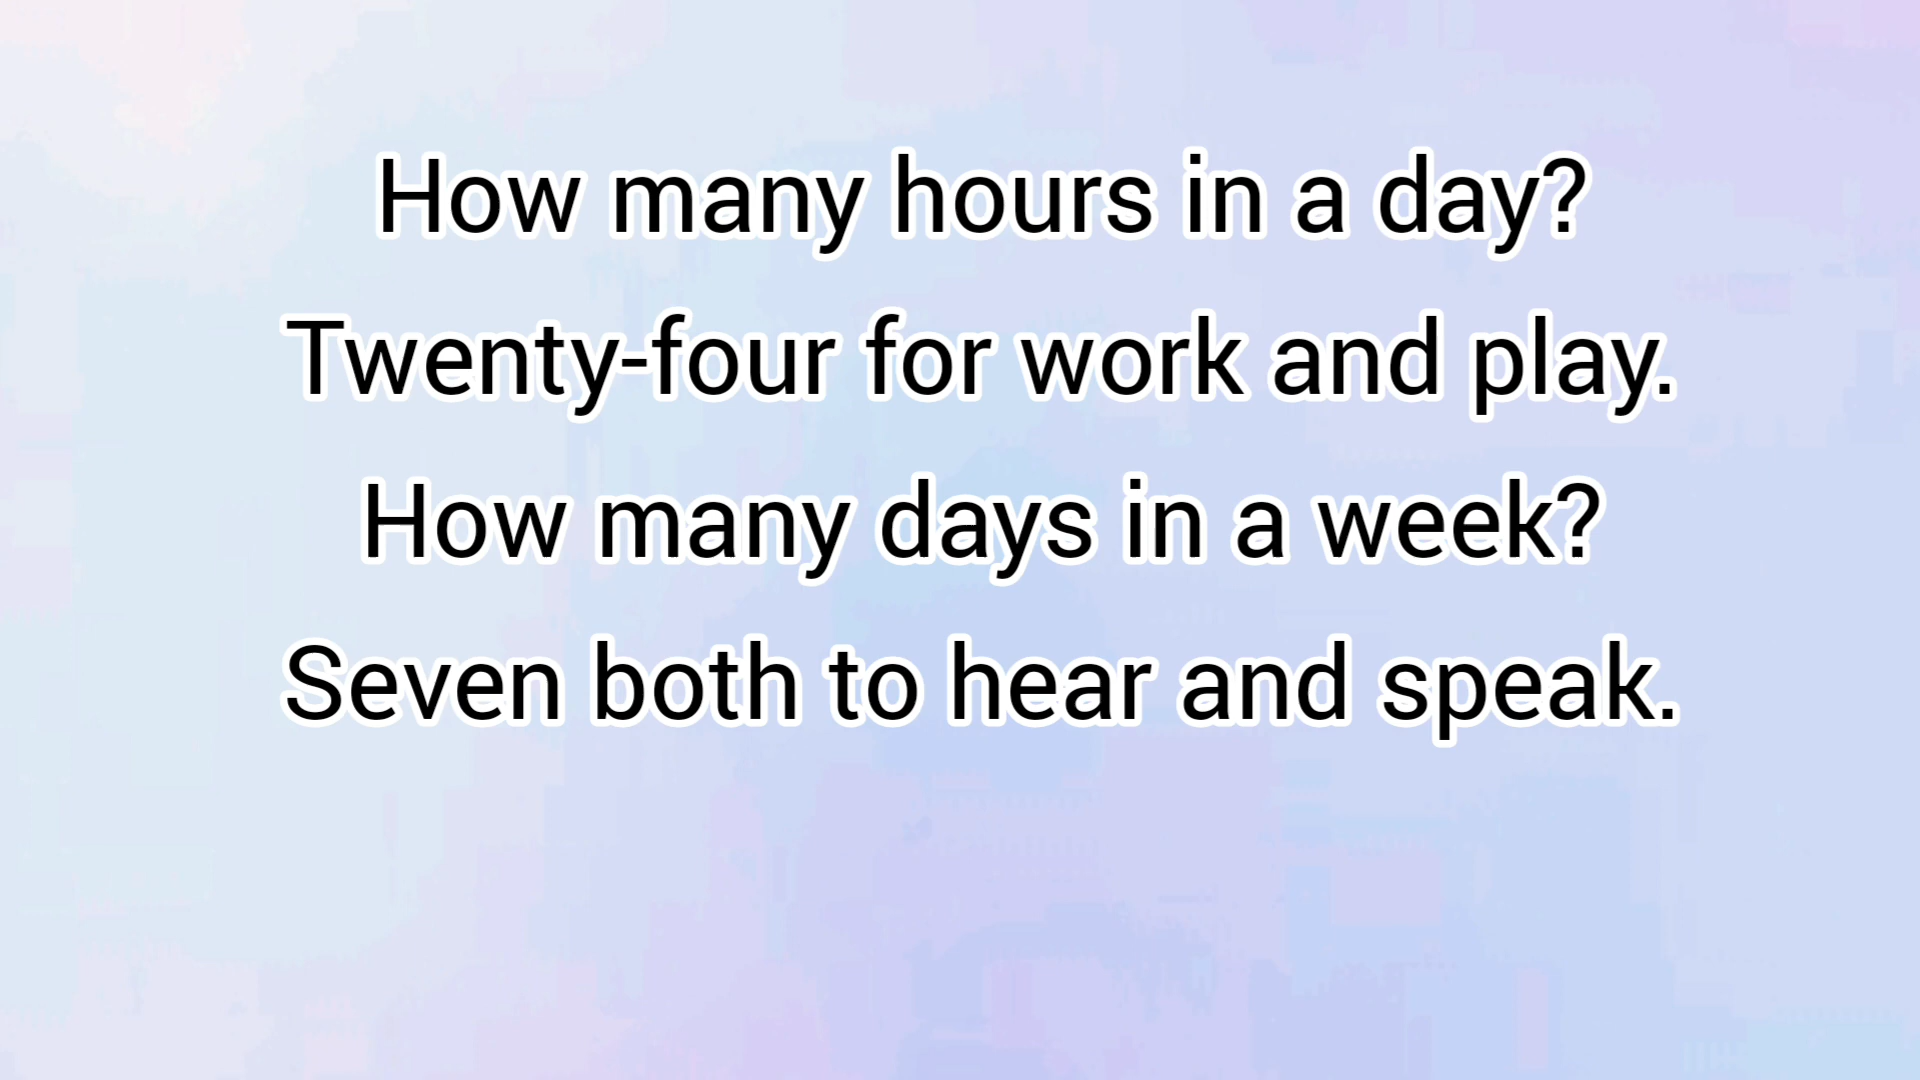 How many hours in a day?
Twenty-four for work and play.
How many days in a week?
Seven both to hear and speak.